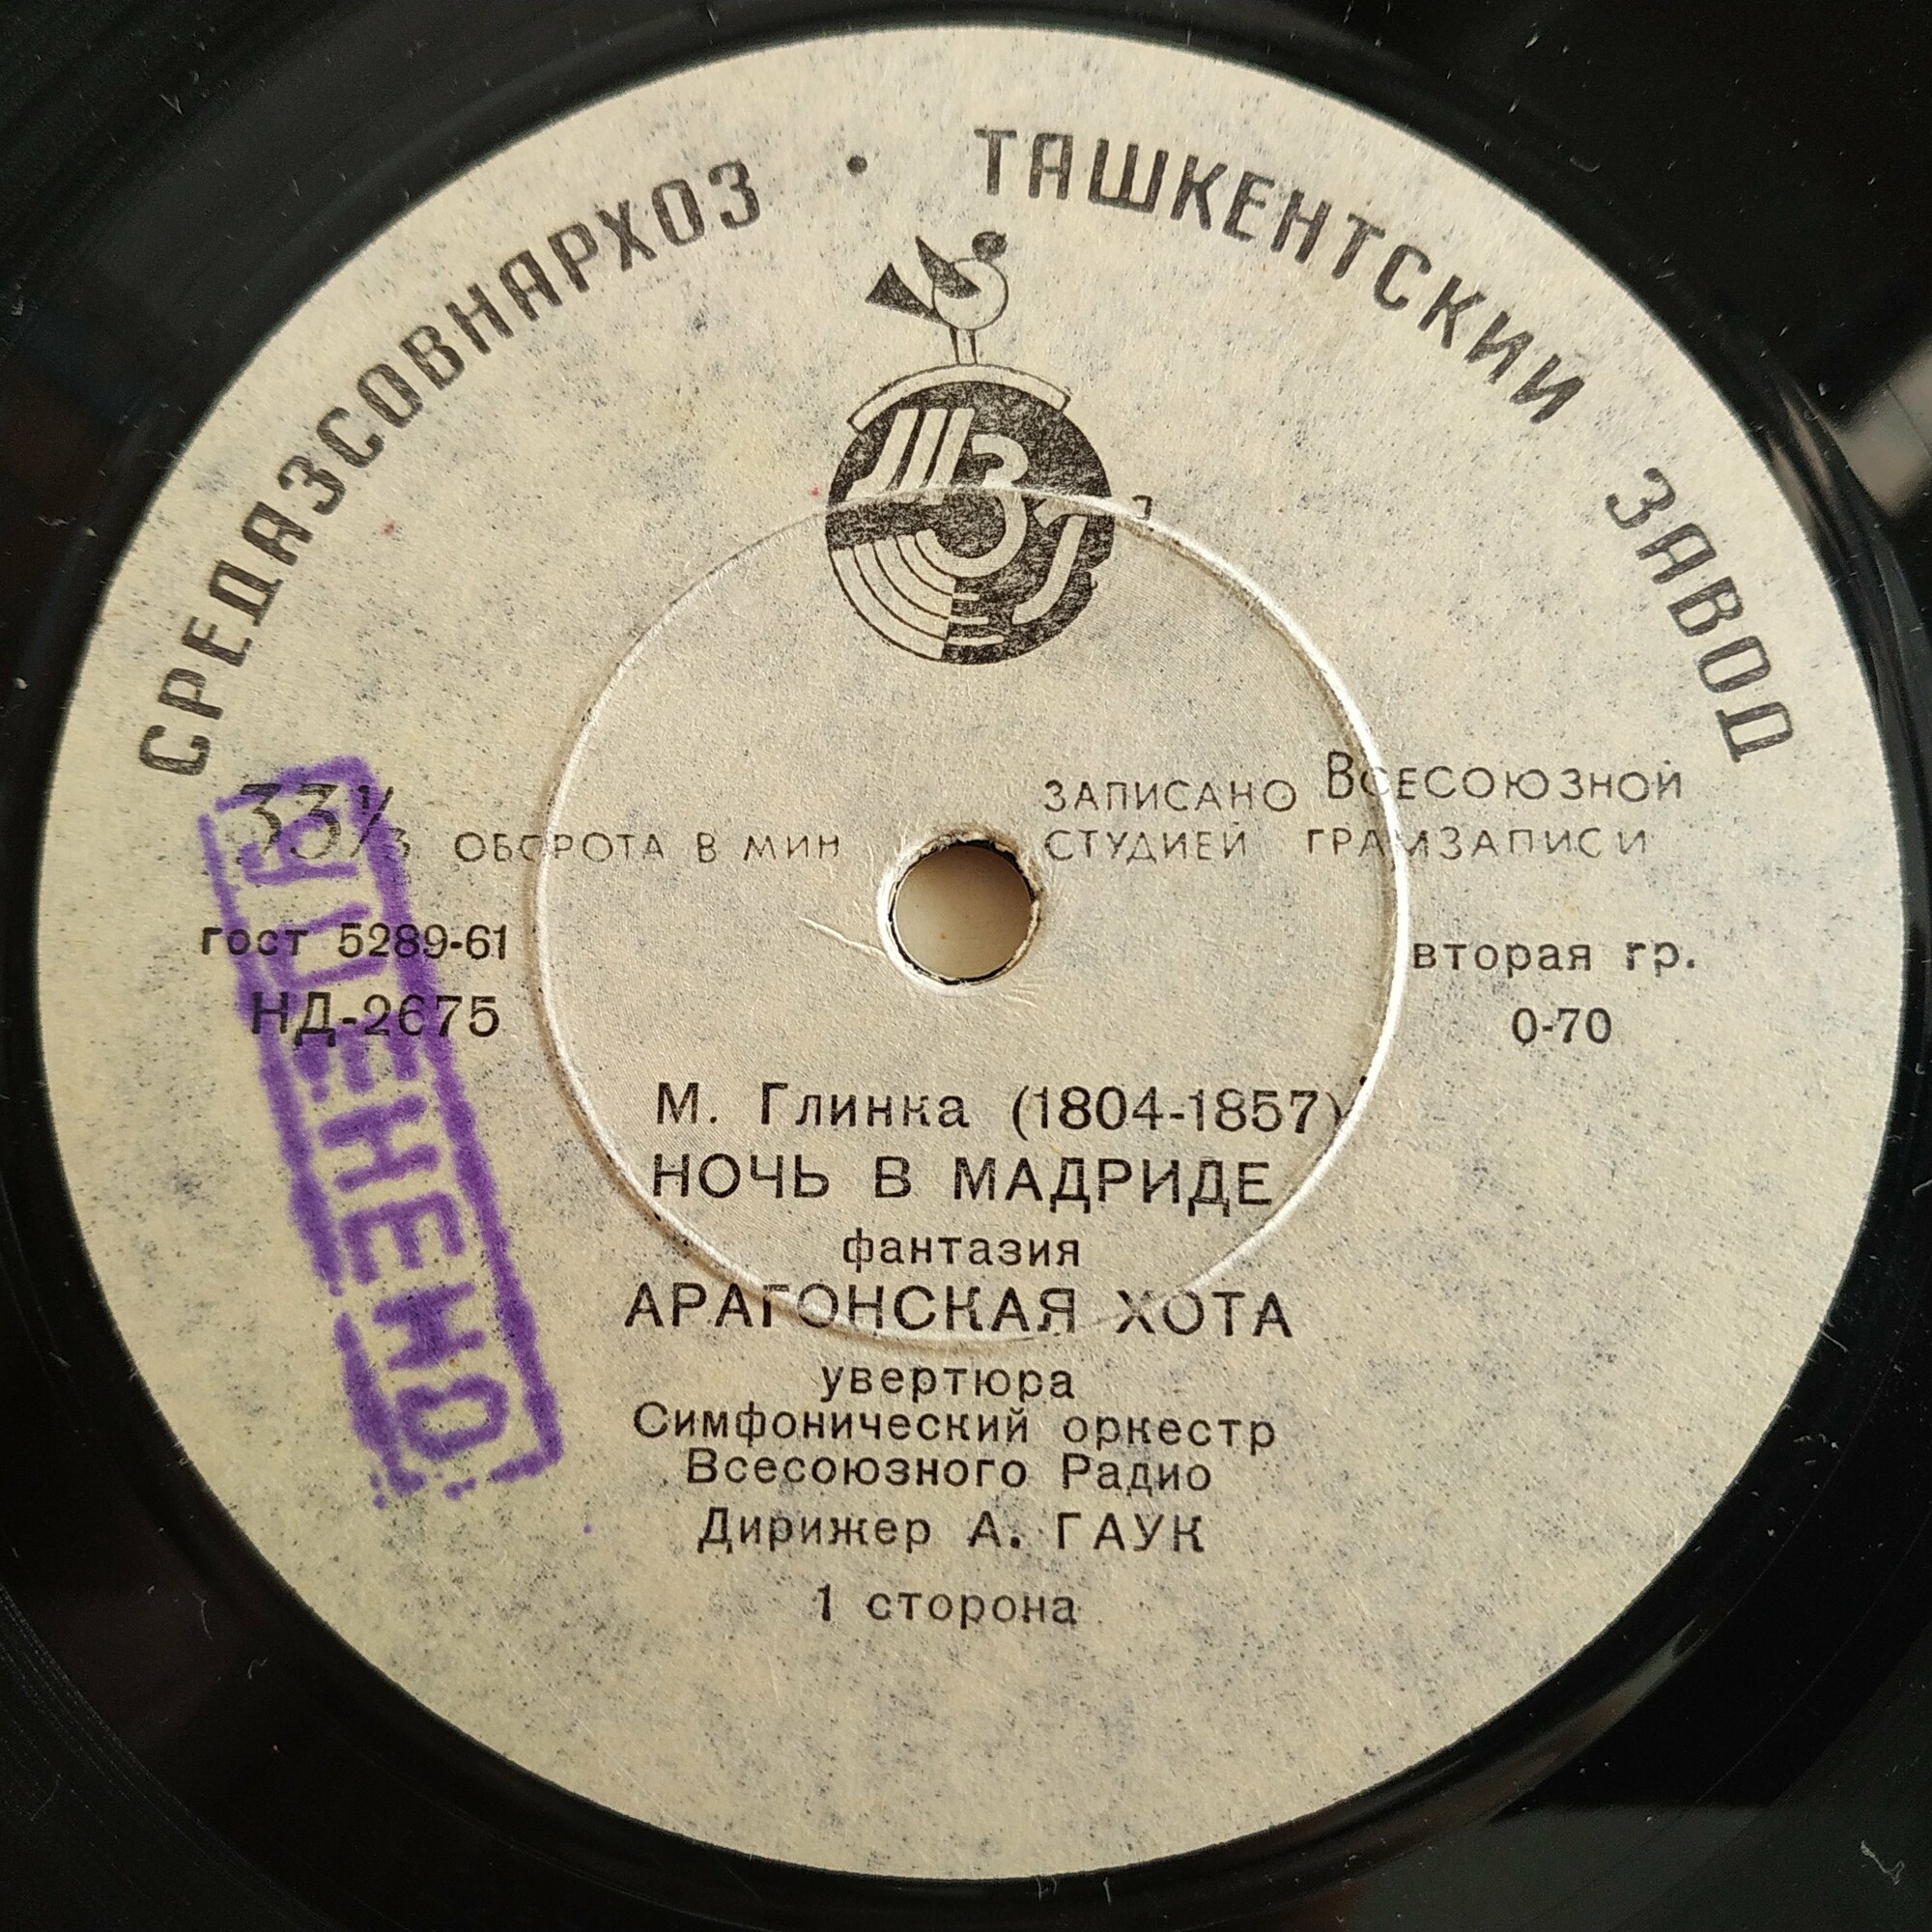 СРЕДАЗСОВНАРХОЗ · ТАШКЕНТСКИЙ ЗАВОД
ТЗГ
33⅓ ОБОРОТА В МИН
ЗАПИСАНО ВСЕСОЮЗНОЙ
СТУДИЕЙ ГРАМЗАПИСИ
гост 5289-61
вторая гр.
НД-2675
0-70
УЦЕНЕНО
М. Глинка (1804-1857)
НОЧЬ В МАДРИДЕ
фантазия
АРАГОНСКАЯ ХОТА
увертюра
Симфонический оркестр
Всесоюзного Радио
Дирижер А. ГАУК
1 сторона